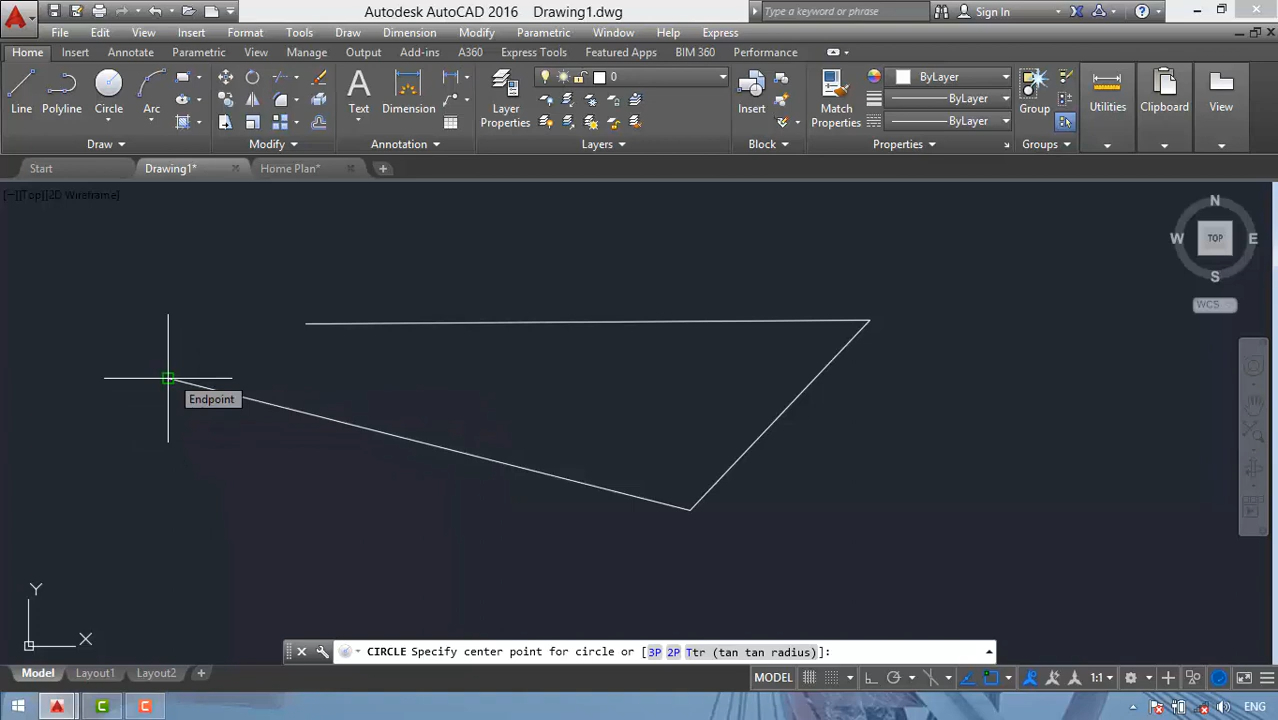 Autodesk AutoCAD 2016 Drawing1.dwg
Type a keyword or phrase
Sign In
File Edit View Insert Format Tools Draw Dimension Modify Parametric Window Help Express
Home Insert Annotate Parametric View Manage Output Add-ins A360 Express Tools Featured Apps BIM 360 Performance
0
ByLayer
ByLayer
ByLayer
Line Polyline Circle Arc
Text Dimension
Layer
Properties
Insert
Match
Properties
Group
Utilities
Clipboard
View
Draw
Modify
Annotation
Layers
Block
Properties
Groups
Start Drawing1* Home Plan*
[−][Top][2D Wireframe]
N
W TOP E
S
WCS
Endpoint
Y
X
CIRCLE Specify center point for circle or [3P 2P Ttr (tan tan radius)]:
Model Layout1 Layout2
MODEL
1:1
ENG